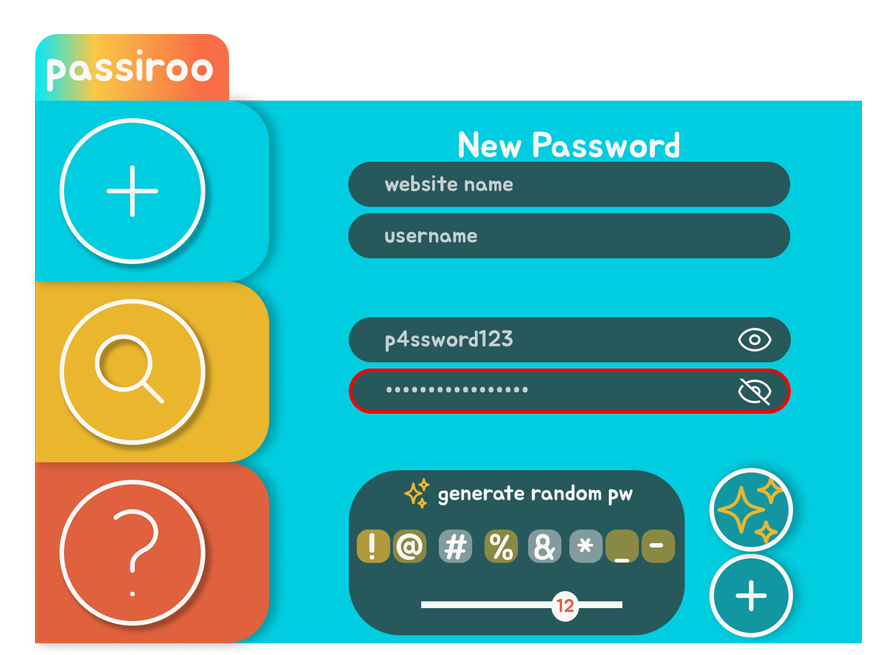 passiroo
New Password
website name
username
p4ssword123
•••••••••••••••••
generate random pw
! @ # % & * _ -
12